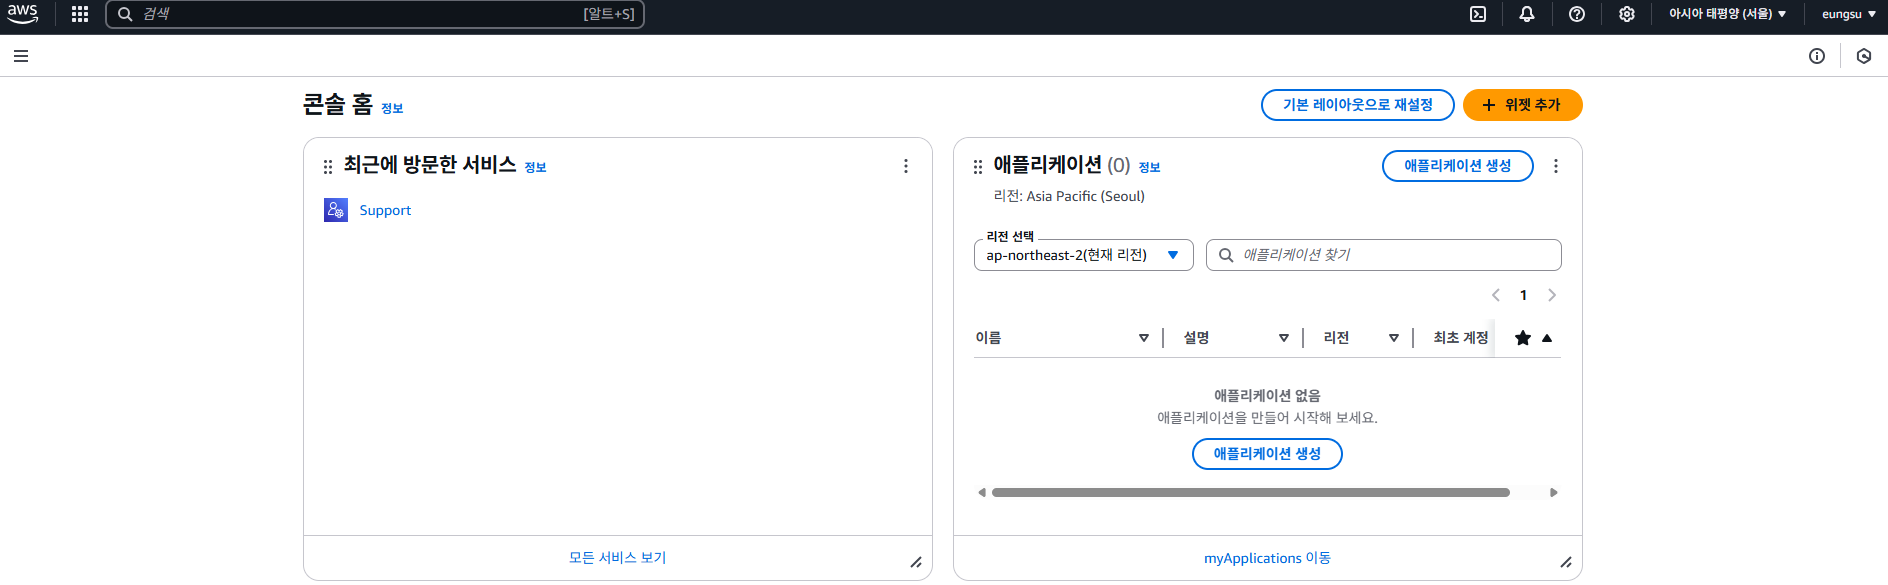 aws
검색 [알트+S]
아시아 태평양 (서울)
eungsu
콘솔 홈 정보
기본 레이아웃으로 재설정
위젯 추가
최근에 방문한 서비스 정보
Support
모든 서비스 보기
애플리케이션 (0) 정보
애플리케이션 생성
리전: Asia Pacific (Seoul)
리전 선택
ap-northeast-2(현재 리전)
애플리케이션 찾기
1
이름 설명 리전 최초 계정
애플리케이션 없음
애플리케이션을 만들어 시작해 보세요.
애플리케이션 생성
myApplications 이동